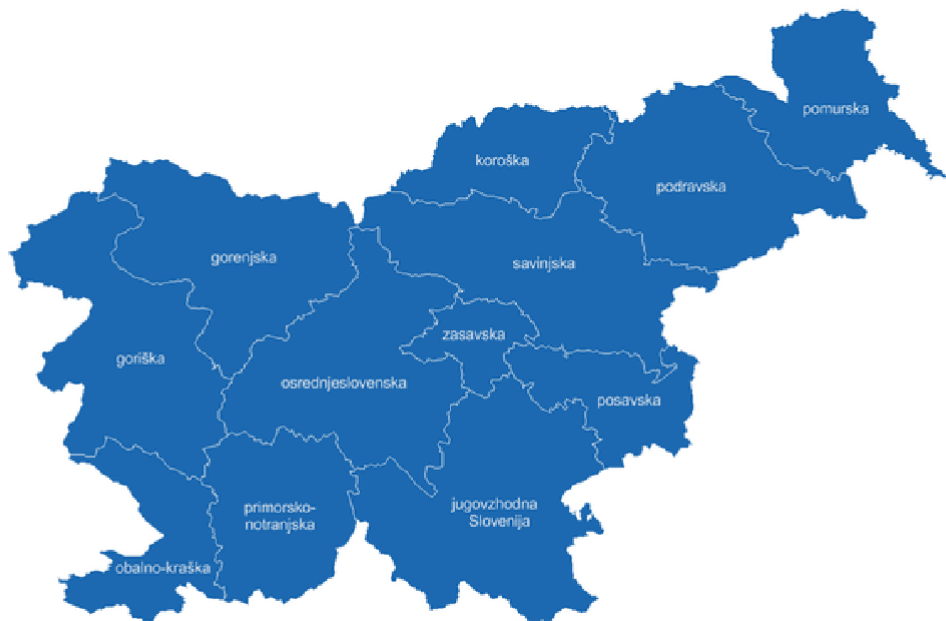 pomurska
koroška
podravska
gorenjska
savinjska
zasavska
goriška
osrednjeslovenska
posavska
primorsko-
notranjska
jugovzhodna
Slovenija
obalno-kraška